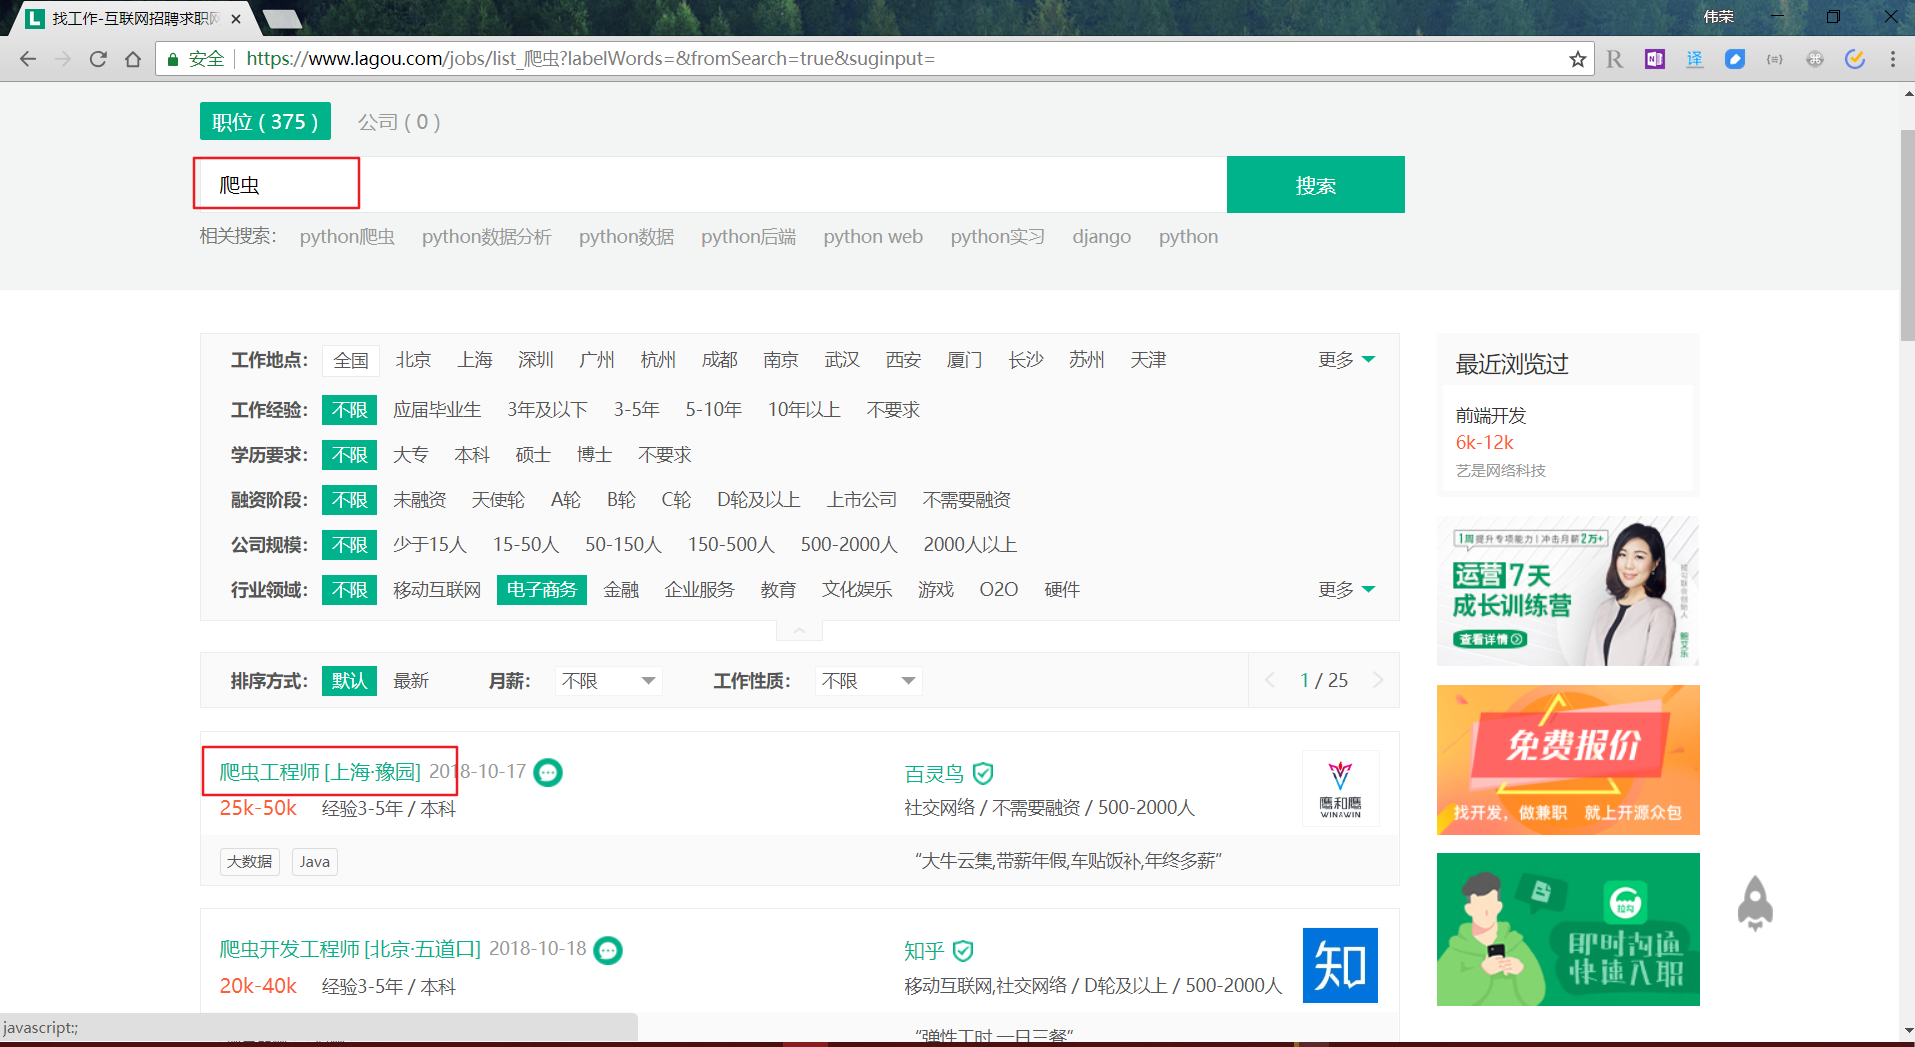 找工作-互联网招聘求职网
伟荣
安全 https://www.lagou.com/jobs/list_爬虫?labelWords=&fromSearch=true&suginput=
职位 ( 375 ) 公司 ( 0 )
爬虫
搜索
相关搜索: python爬虫 python数据分析 python数据 python后端 python web python实习 django python
工作地点: 全国 北京 上海 深圳 广州 杭州 成都 南京 武汉 西安 厦门 长沙 苏州 天津 更多
工作经验: 不限 应届毕业生 3年及以下 3-5年 5-10年 10年以上 不要求
学历要求: 不限 大专 本科 硕士 博士 不要求
融资阶段: 不限 未融资 天使轮 A轮 B轮 C轮 D轮及以上 上市公司 不需要融资
公司规模: 不限 少于15人 15-50人 50-150人 150-500人 500-2000人 2000人以上
行业领域: 不限 移动互联网 电子商务 金融 企业服务 教育 文化娱乐 游戏 O2O 硬件 更多
排序方式: 默认 最新 月薪: 不限 工作性质: 不限 1 / 25
爬虫工程师 [上海·豫园] 2018-10-17
25k-50k 经验3-5年 / 本科
大数据 Java
百灵鸟
社交网络 / 不需要融资 / 500-2000人
“大牛云集,带薪年假,车贴饭补,年终多薪”
鹰和鹰
WIN&WIN
爬虫开发工程师 [北京·五道口] 2018-10-18
20k-40k 经验3-5年 / 本科
知乎
移动互联网,社交网络 / D轮及以上 / 500-2000人
“弹性工时,一日三餐”
知
最近浏览过
前端开发
6k-12k
艺是网络科技
1周提升专项能力 | 冲击月薪2万+
运营7天
成长训练营
查看详情
拉勾联合创始人
鲍艾乐
免费报价
找开发，做兼职 就上开源众包
拉勾
即时沟通
快速入职
javascript:;